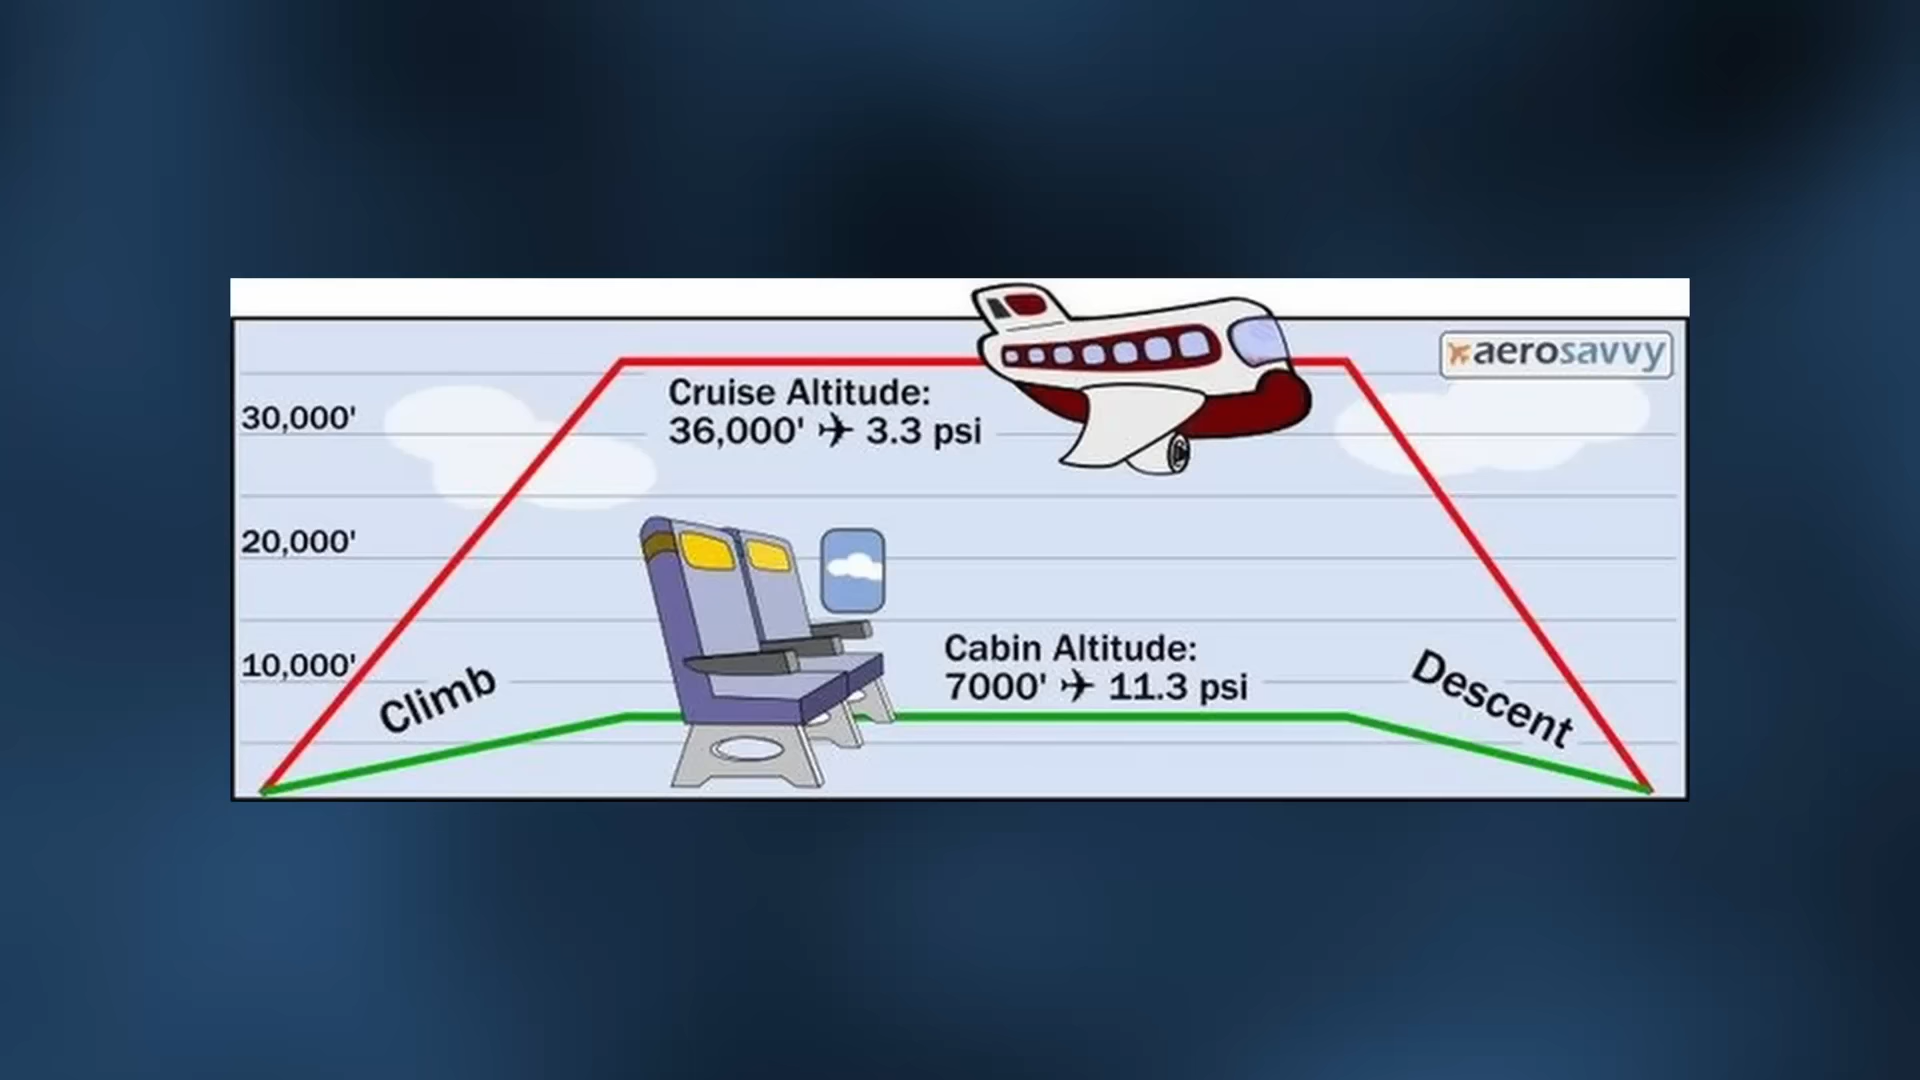 aerosavvy
Cruise Altitude:
36,000' ✈ 3.3 psi
30,000'
20,000'
10,000'
Climb
Cabin Altitude:
7000' ✈ 11.3 psi
Descent